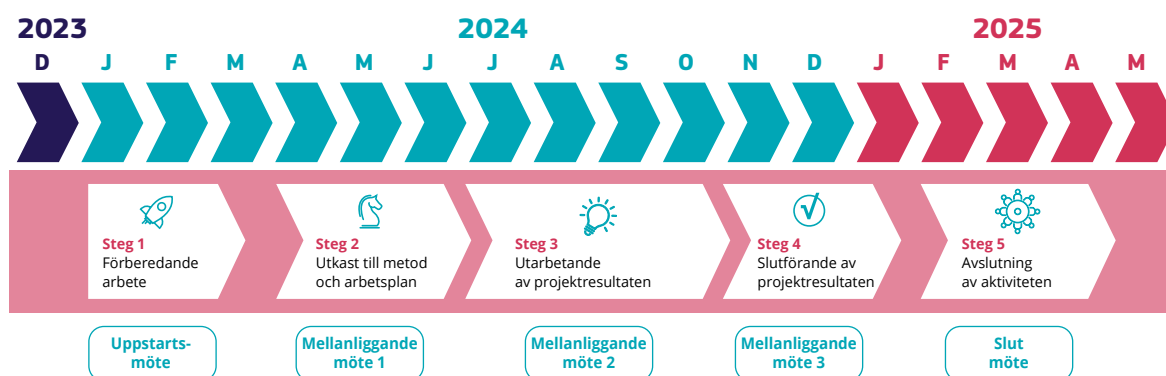 2023 2024 2025
D J F M A M J J A S O N D J F M A M
Steg 1
Förberedande
arbete
Steg 2
Utkast till metod
och arbetsplan
Steg 3
Utarbetande
av projektresultaten
Steg 4
Slutförande av
projektresultaten
Steg 5
Avslutning
av aktiviteten
Uppstarts-
möte
Mellanliggande
möte 1
Mellanliggande
möte 2
Mellanliggande
möte 3
Slut
möte